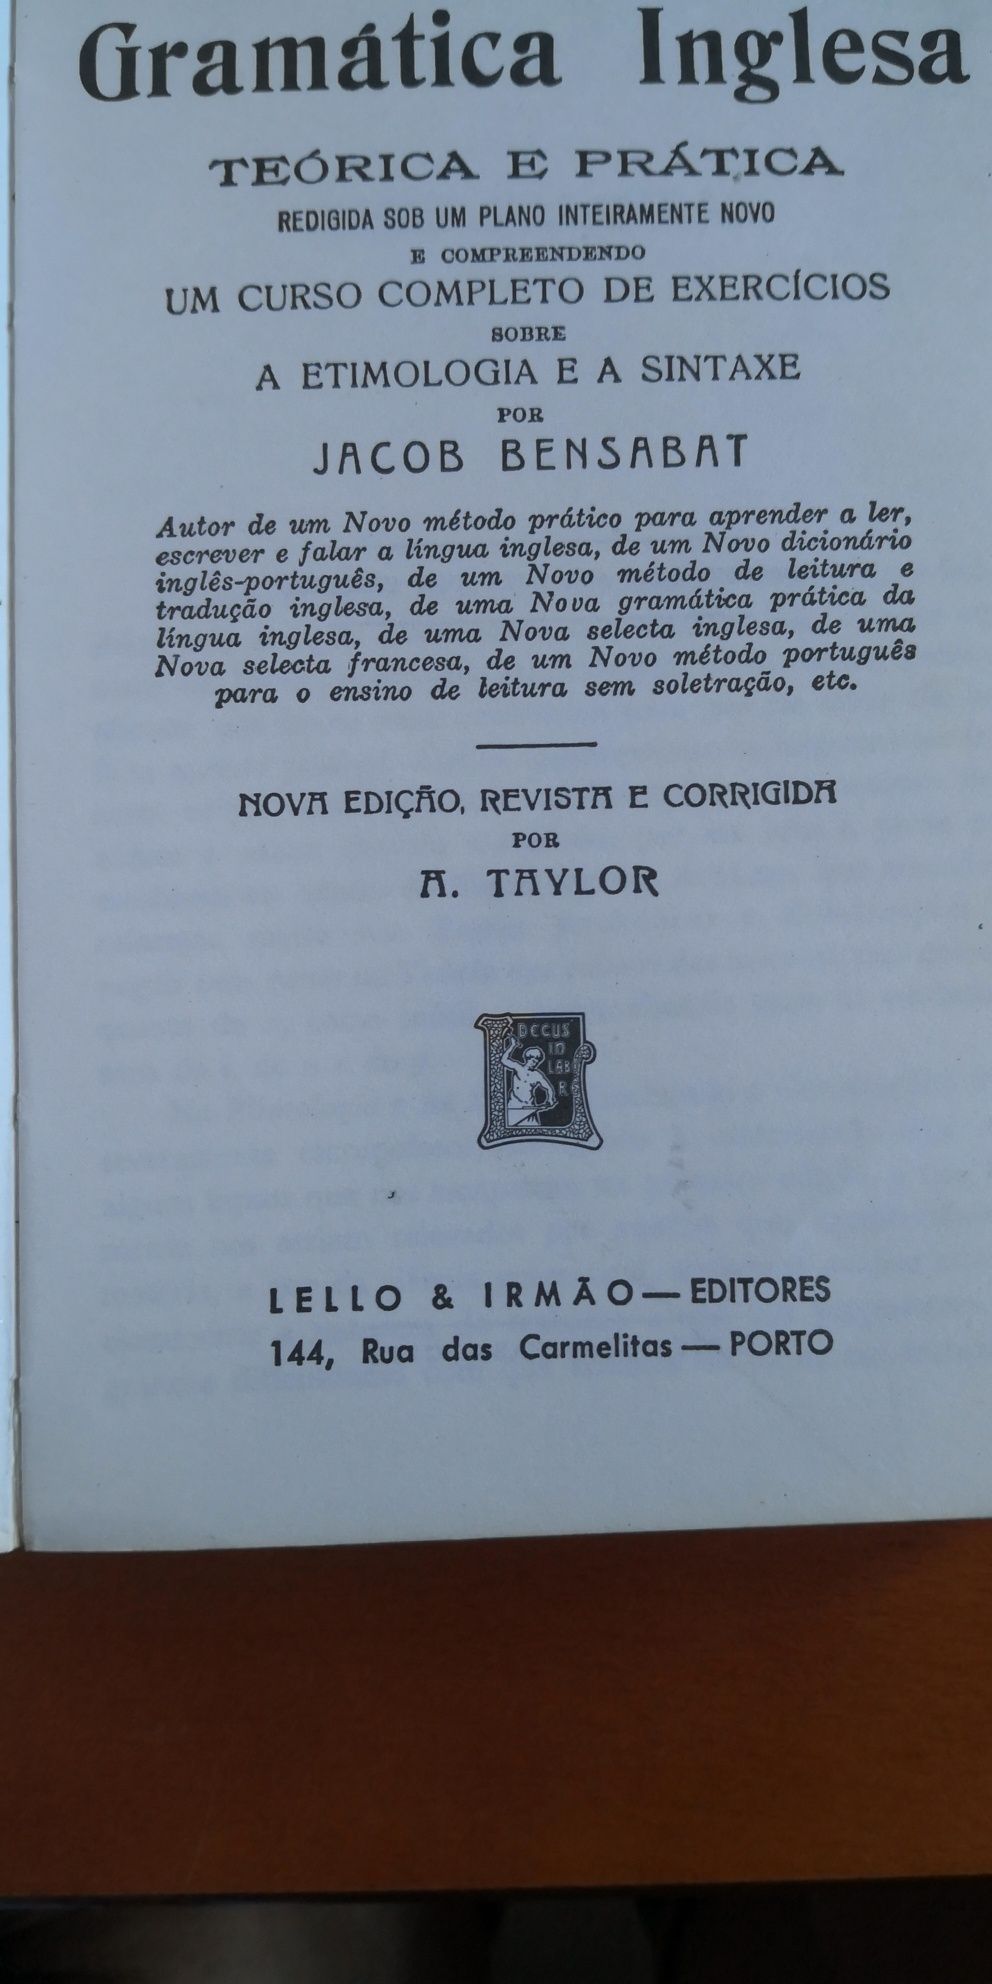 Gramática Inglesa
TEÓRICA E PRÁTICA
REDIGIDA SOB UM PLANO INTEIRAMENTE NOVO
E COMPREENDENDO
UM CURSO COMPLETO DE EXERCÍCIOS
SOBRE
A ETIMOLOGIA E A SINTAXE
POR
JACOB BENSABAT
Autor de um Novo método prático para aprender a ler,
escrever e falar a língua inglesa, de um Novo dicionário
inglês-português, de um Novo método de leitura e
tradução inglesa, de uma Nova gramática prática da
língua inglesa, de uma Nova selecta inglesa, de uma
Nova selecta francesa, de um Novo método português
para o ensino de leitura sem soletração, etc.
NOVA EDIÇÃO, REVISTA E CORRIGIDA
POR
A. TAYLOR
DECUS
IN
LABO
RE
LELLO & IRMÃO — EDITORES
144, Rua das Carmelitas — PORTO